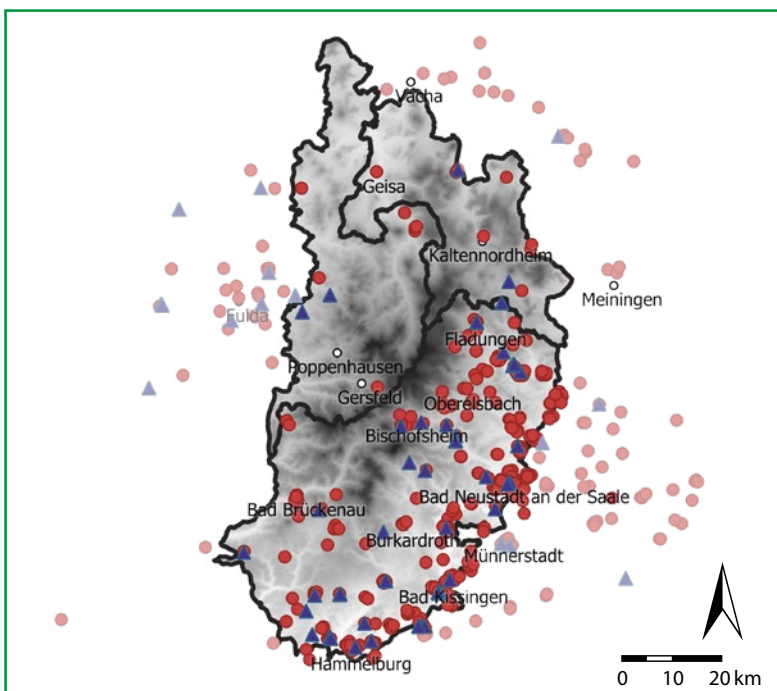 Vacha
Geisa
Kaltennordheim
Meiningen
Fulda
Fladungen
Poppenhausen
Gersfeld
Oberelsbach
Bischofsheim
Bad Neustadt an der Saale
Bad Brückenau
Burkardroth
Münnerstadt
Bad Kissingen
Hammelburg
0 10 20 km